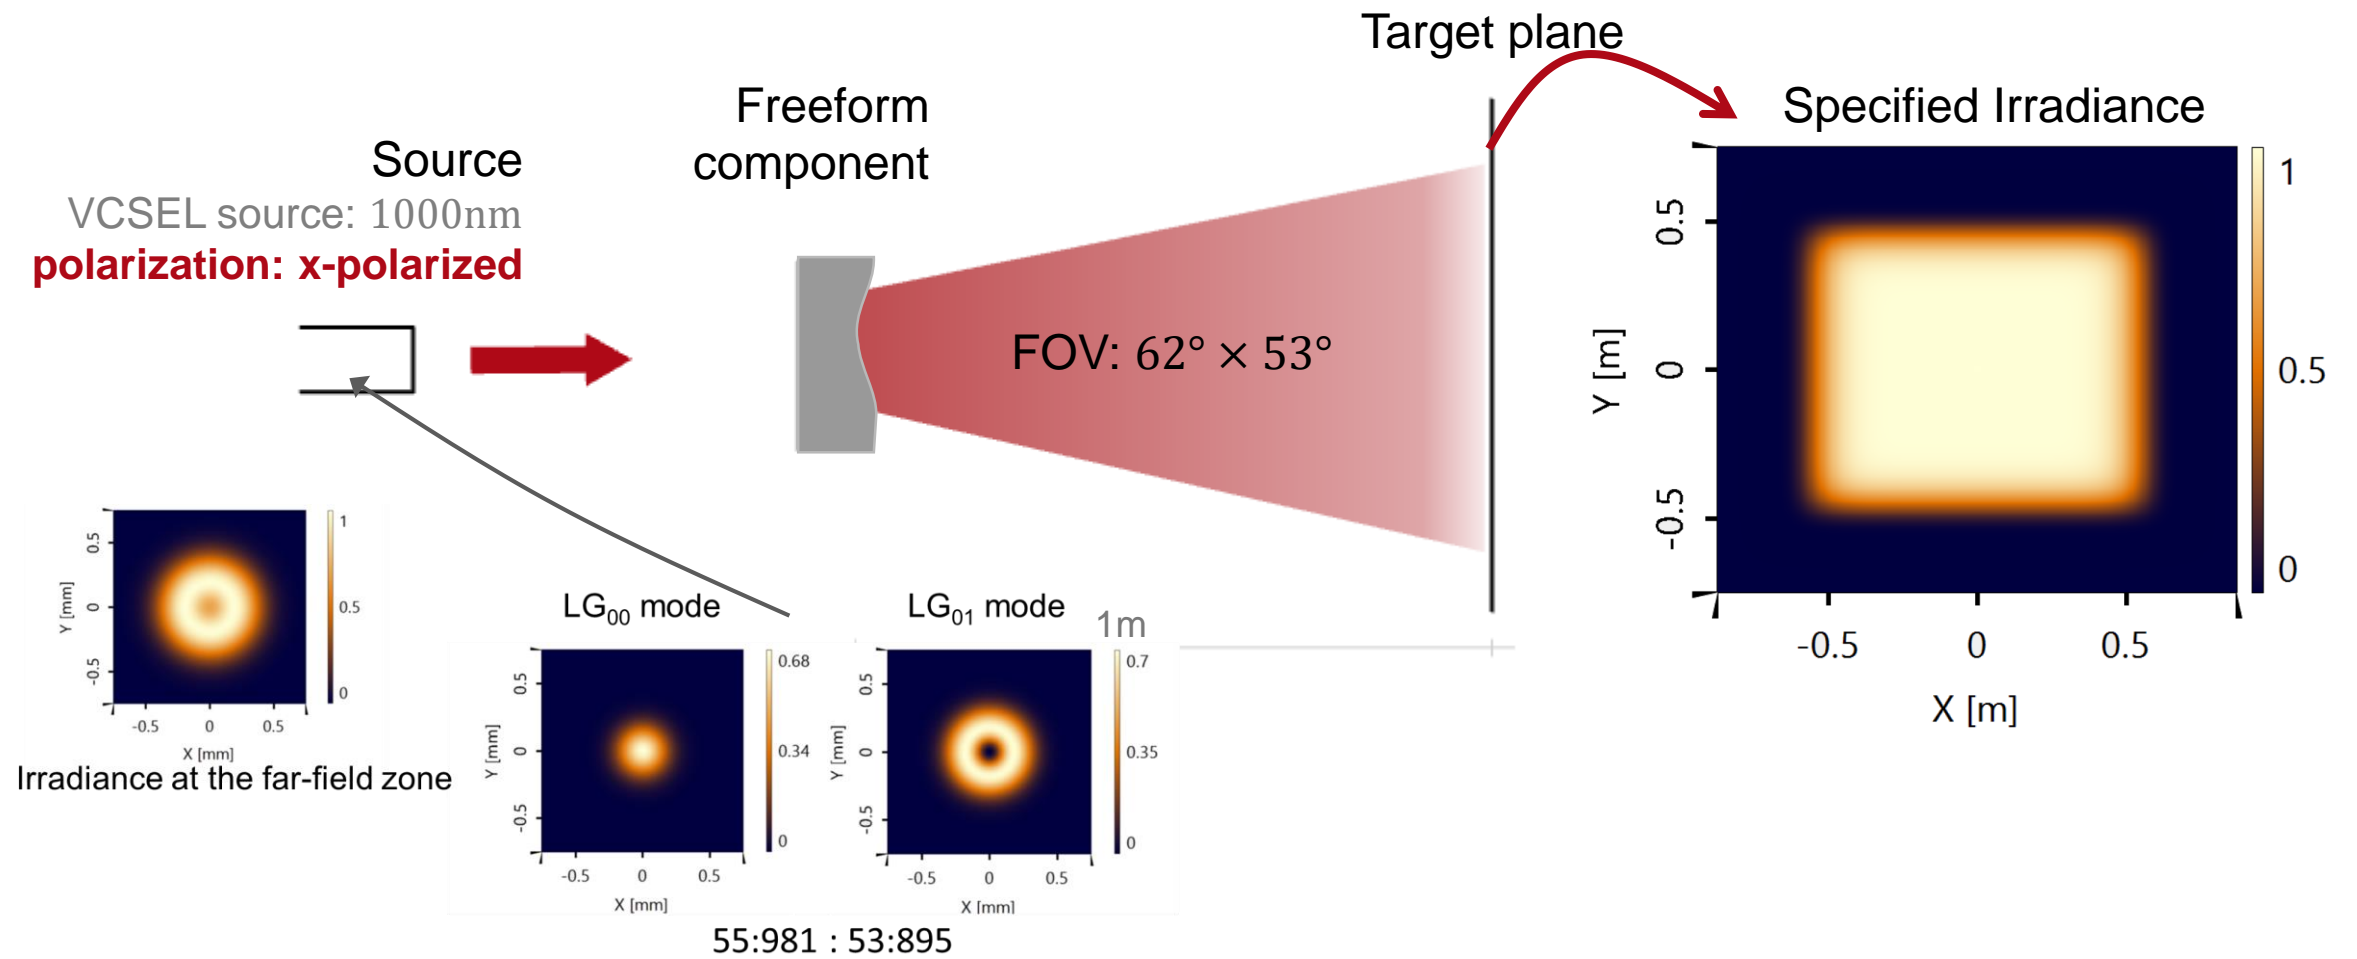 Target plane
Freeform
component
Specified Irradiance
Source
VCSEL source: 1000nm
polarization: x-polarized
FOV: 62° × 53°
1
0.5
0
Y [m]
0.5
0
-0.5
-0.5 0 0.5
X [m]
LG00 mode
LG01 mode
1m
Y [mm]
0.5
0
-0.5
1
0.5
0
-0.5 0 0.5
X [mm]
Irradiance at the far-field zone
Y [mm]
0.5
0
-0.5
0.68
0.34
0
-0.5 0 0.5
X [mm]
Y [mm]
0.5
0
-0.5
0.7
0.35
0
-0.5 0 0.5
X [mm]
55:981 : 53:895